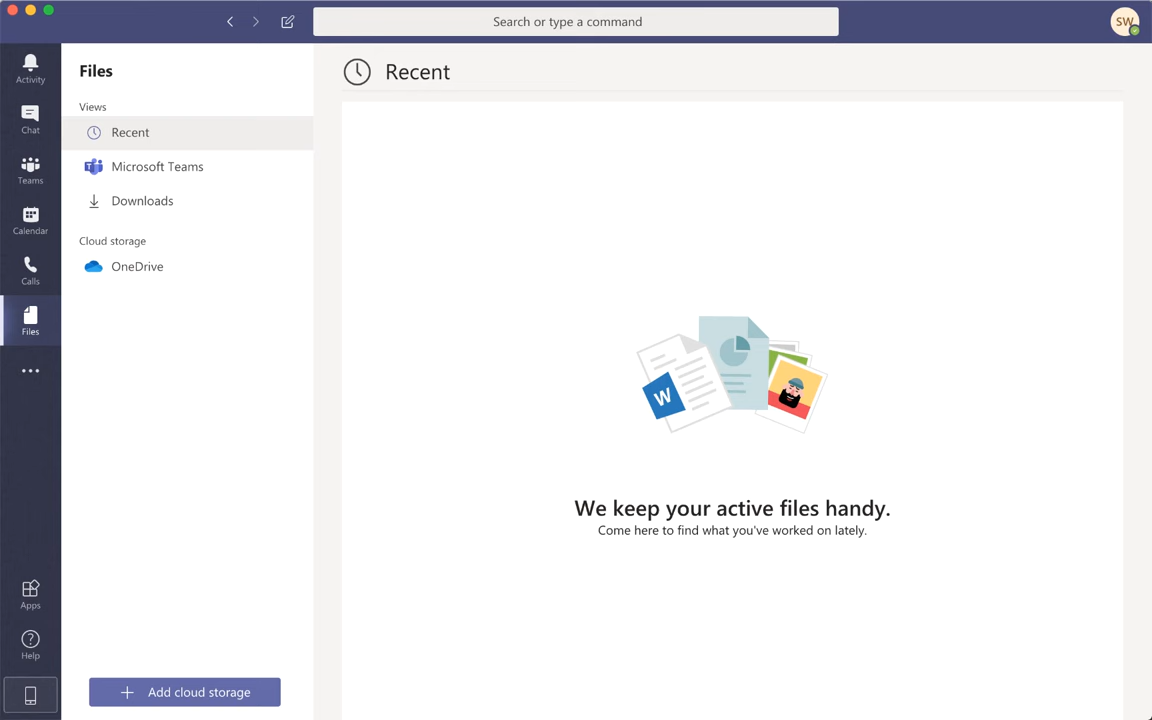 Search or type a command
SW
Activity
Chat
Teams
Calendar
Calls
Files
Apps
Help
Files
Views
Recent
Microsoft Teams
Downloads
Cloud storage
OneDrive
Add cloud storage
Recent
W
We keep your active files handy.
Come here to find what you've worked on lately.